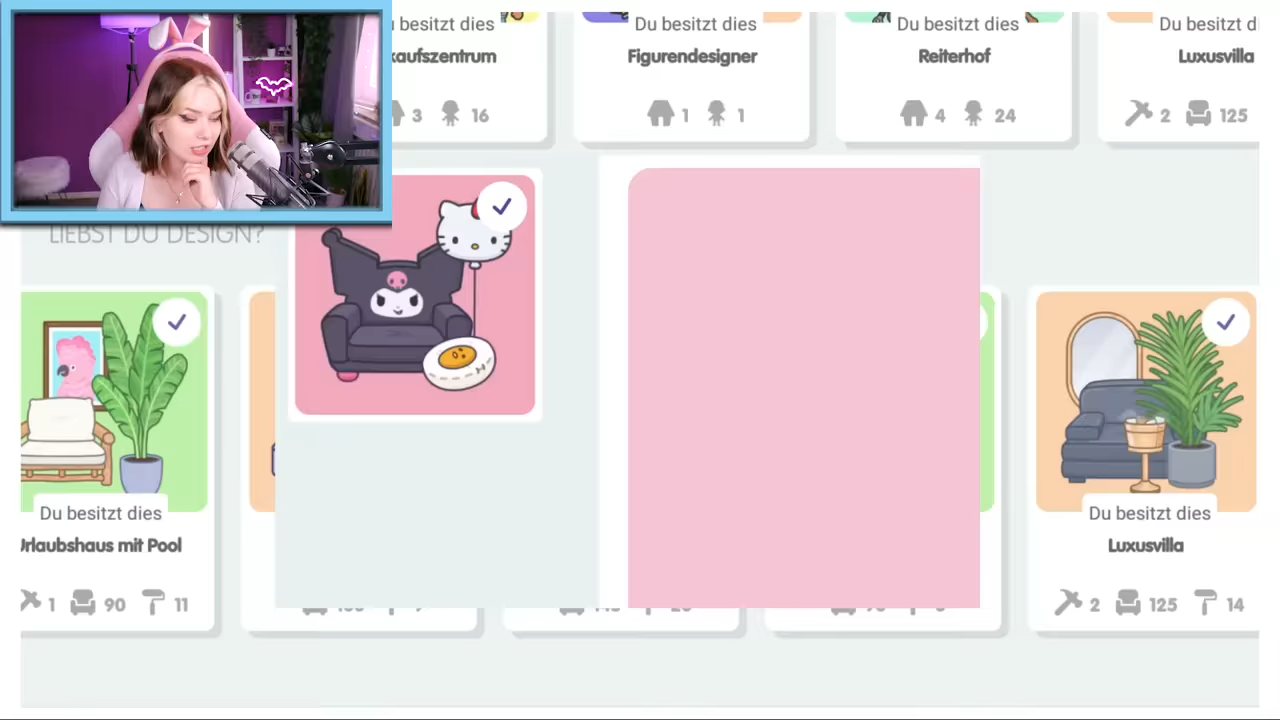 Du besitzt dies
Du besitzt dies
Du besitzt dies
Du besitzt d
kaufszentrum
Figurendesigner
Reiterhof
Luxusvilla
3 16
1 1
4 24
2 125
LIEBST DU DESIGN?
Du besitzt dies
Du besitzt dies
Urlaubshaus mit Pool
Luxusvilla
1 90 11
2 125 14